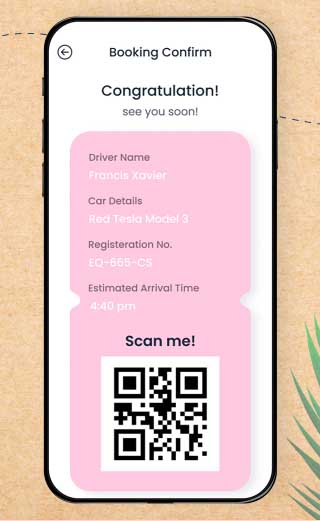 Booking Confirm
Congratulation!
see you soon!
Driver Name
Francis Xavier
Car Details
Red Tesla Model 3
Registeration No.
EQ-665-CS
Estimated Arrival Time
4:40 pm
Scan me!